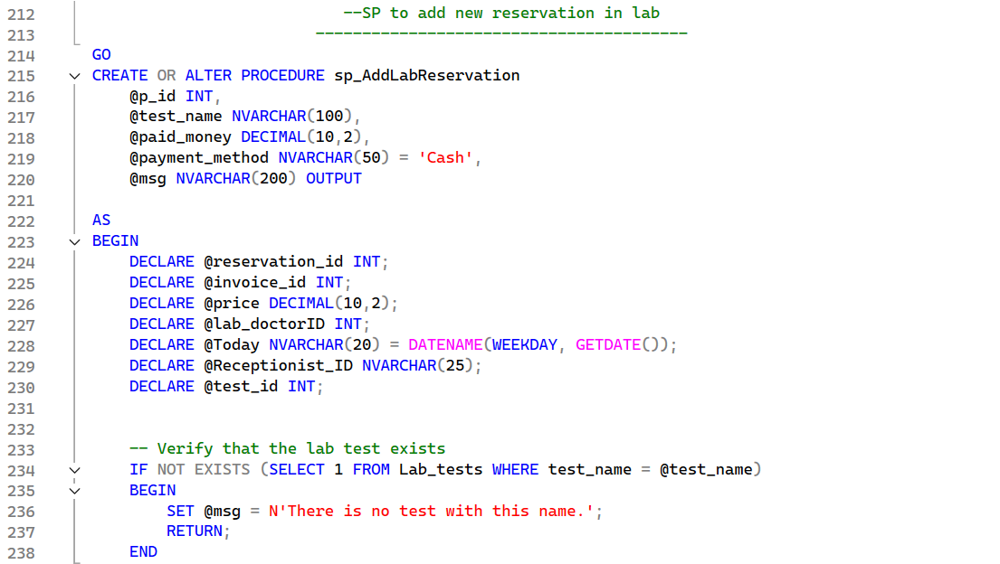 212 --SP to add new reservation in lab
213 ----------------------------------------
214 GO
215 CREATE OR ALTER PROCEDURE sp_AddLabReservation
216 @p_id INT,
217 @test_name NVARCHAR(100),
218 @paid_money DECIMAL(10,2),
219 @payment_method NVARCHAR(50) = 'Cash',
220 @msg NVARCHAR(200) OUTPUT
221
222 AS
223 BEGIN
224 DECLARE @reservation_id INT;
225 DECLARE @invoice_id INT;
226 DECLARE @price DECIMAL(10,2);
227 DECLARE @lab_doctorID INT;
228 DECLARE @Today NVARCHAR(20) = DATENAME(WEEKDAY, GETDATE());
229 DECLARE @Receptionist_ID NVARCHAR(25);
230 DECLARE @test_id INT;
231
232
233 -- Verify that the lab test exists
234 IF NOT EXISTS (SELECT 1 FROM Lab_tests WHERE test_name = @test_name)
235 BEGIN
236 SET @msg = N'There is no test with this name.';
237 RETURN;
238 END